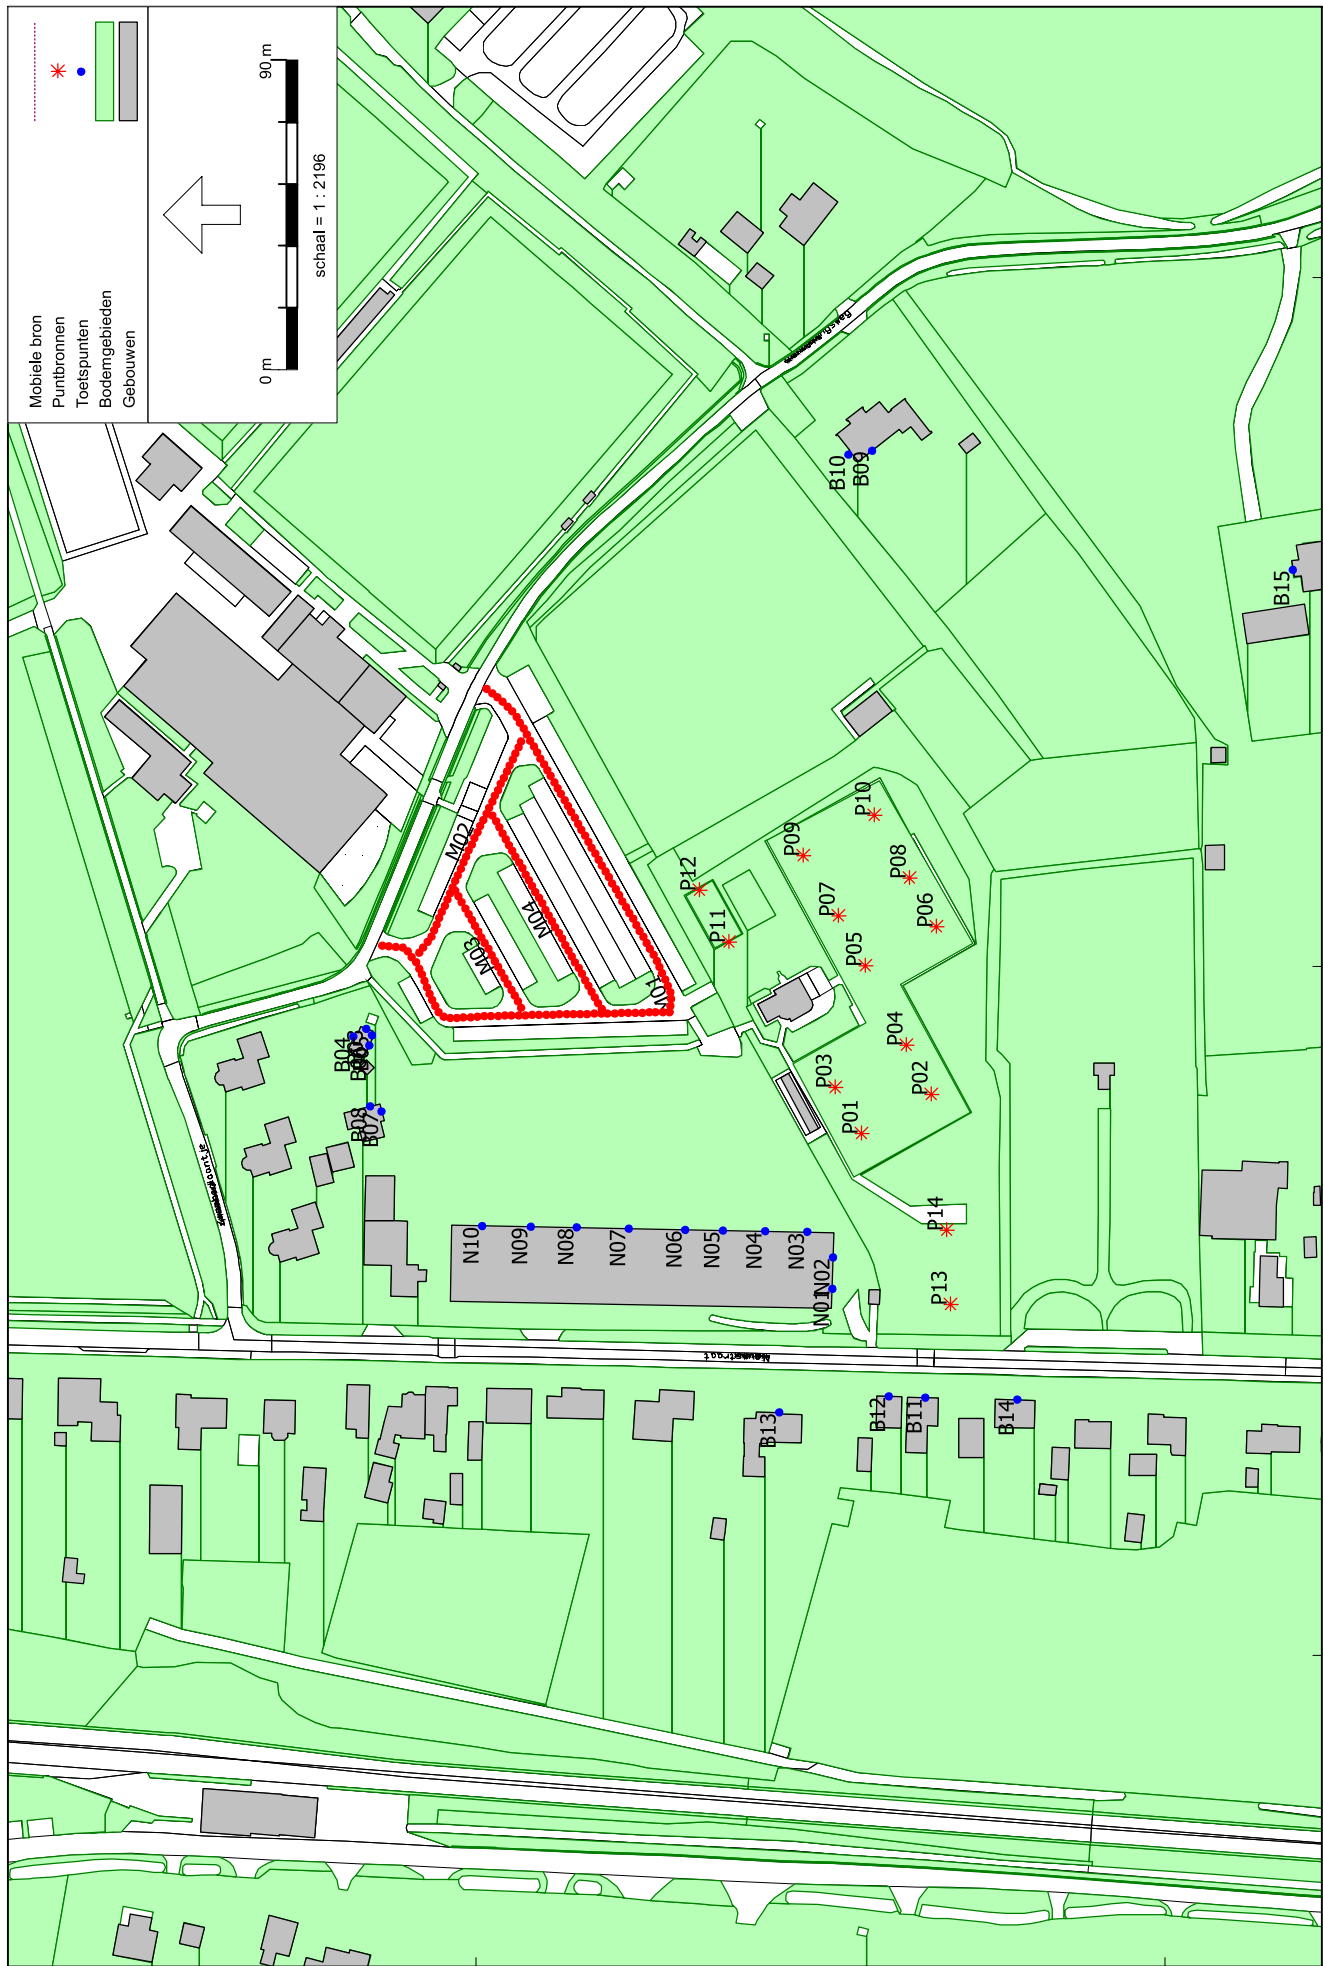 Mobiele bron
Puntbronnen
Toetspunten
Bodemgebieden
Gebouwen
0 m
90 m
schaal = 1 : 2196
M02
M03
M04
M01
B04
B08
B07
B10
B09
B15
P12
P11
P09
P10
P07
P08
P05
P06
P03
P04
P01
P02
P14
P13
N10
N09
N08
N07
N06
N05
N04
N03
N02
N01
B13
B12
B11
B14